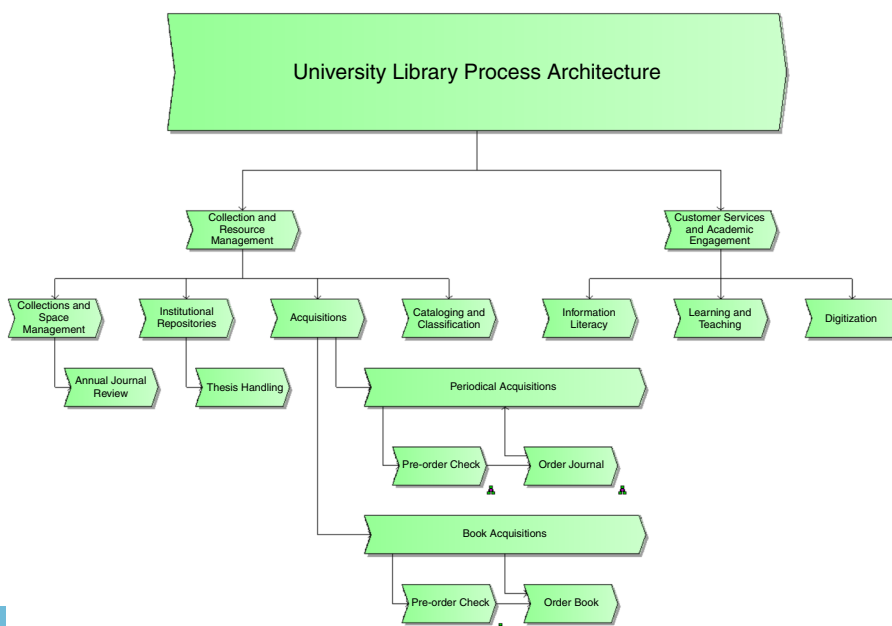 University Library Process Architecture
Collection and
Resource
Management
Customer Services
and Academic
Engagement
Collections and
Space
Management
Institutional
Repositories
Acquisitions
Cataloging and
Classification
Information
Literacy
Learning and
Teaching
Digitization
Annual Journal
Review
Thesis Handling
Periodical Acquisitions
Pre-order Check
Order Journal
Book Acquisitions
Pre-order Check
Order Book